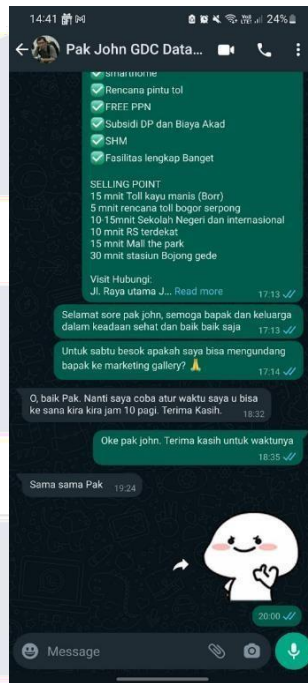 14:41
24%
Pak John GDC Data...
✅smarthome
✅Rencana pintu tol
✅FREE PPN
✅Subsidi DP dan Biaya Akad
✅SHM
✅Fasilitas lengkap Banget
SELLING POINT
15 mnit Toll kayu manis (Borr)
5 mnit rencana toll bogor serpong
10-15mnit Sekolah Negeri dan internasional
10 mnit RS terdekat
15 mnit Mall the park
30 mnit stasiun Bojong gede
Visit Hubungi:
Jl. Raya utama J... Read more
17:13
Selamat sore pak john, semoga bapak dan keluarga
dalam keadaan sehat dan baik baik saja
17:13
Untuk sabtu besok apakah saya bisa mengundang
bapak ke marketing gallery? 🙏
17:14
O, baik Pak. Nanti saya coba atur waktu saya u bisa
ke sana kira kira jam 10 pagi. Terima Kasih.
18:32
Oke pak john. Terima kasih untuk waktunya
18:35
Sama sama Pak
19:24
20:00
Message